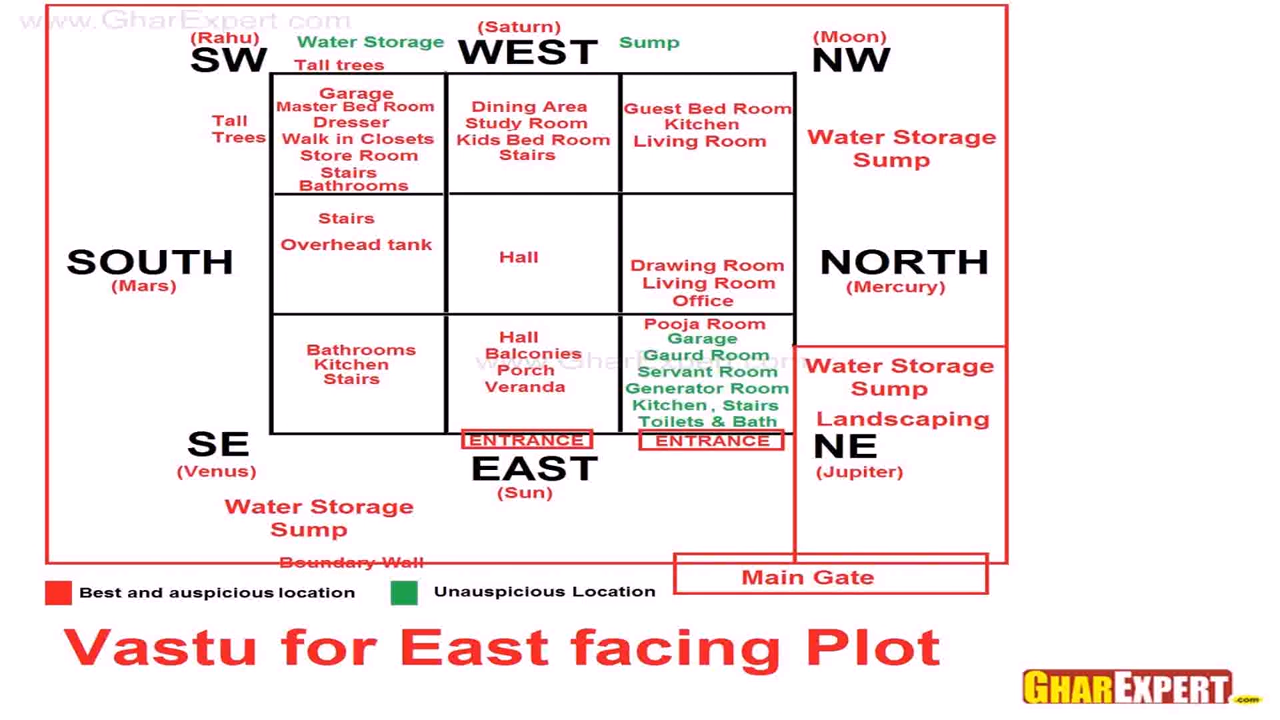 www.GharExpert.com
(Rahu)
SW
Water Storage
Tall trees
(Saturn)
WEST
Sump
(Moon)
NW
Tall
Trees
Garage
Master Bed Room
Dresser
Walk in Closets
Store Room
Stairs
Bathrooms
Dining Area
Study Room
Kids Bed Room
Stairs
Guest Bed Room
Kitchen
Living Room
Water Storage
Sump
SOUTH
(Mars)
Stairs
Overhead tank
Hall
Drawing Room
Living Room
Office
NORTH
(Mercury)
Bathrooms
Kitchen
Stairs
Hall
Balconies
Porch
Veranda
www.GharExpert.com
Pooja Room
Garage
Gaurd Room
Servant Room
Generator Room
Kitchen , Stairs
Toilets & Bath
Water Storage
Sump
Landscaping
NE
(Jupiter)
SE
(Venus)
ENTRANCE
ENTRANCE
EAST
(Sun)
Water Storage
Sump
Boundary Wall
Main Gate
Best and auspicious location
Unauspicious Location
Vastu for East facing Plot
GHAREXPERT.com